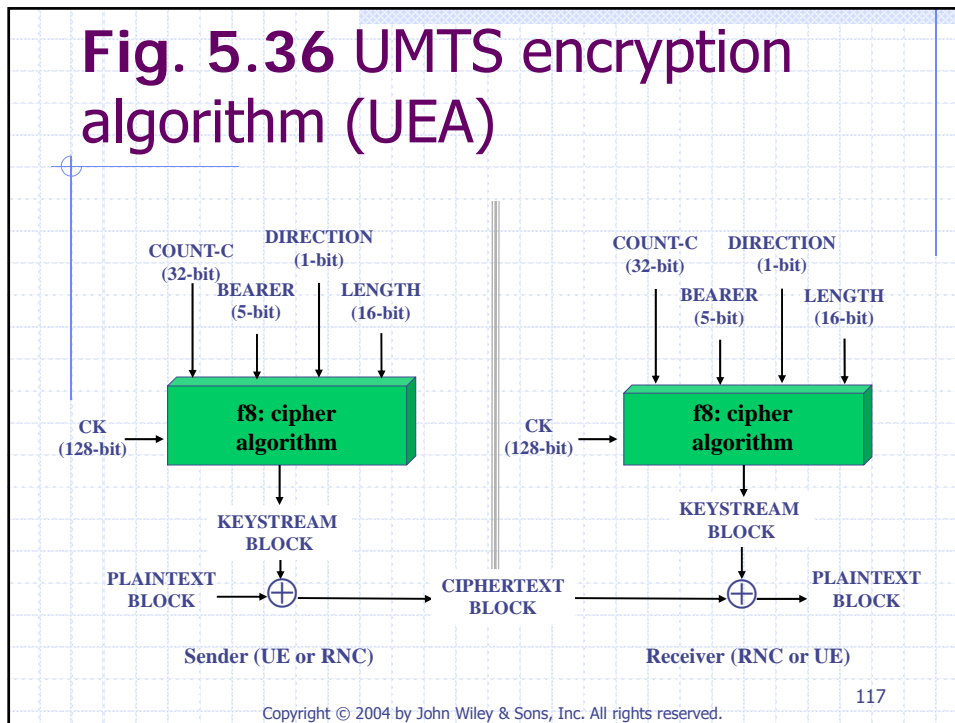 Fig. 5.36 UMTS encryption
algorithm (UEA)
COUNT-C
(32-bit)
DIRECTION
(1-bit)
BEARER
(5-bit)
LENGTH
(16-bit)
CK
(128-bit)
f8: cipher
algorithm
KEYSTREAM
BLOCK
PLAINTEXT
BLOCK
CIPHERTEXT
BLOCK
Sender (UE or RNC)
COUNT-C
(32-bit)
DIRECTION
(1-bit)
BEARER
(5-bit)
LENGTH
(16-bit)
CK
(128-bit)
f8: cipher
algorithm
KEYSTREAM
BLOCK
PLAINTEXT
BLOCK
Receiver (RNC or UE)
117
Copyright © 2004 by John Wiley & Sons, Inc. All rights reserved.